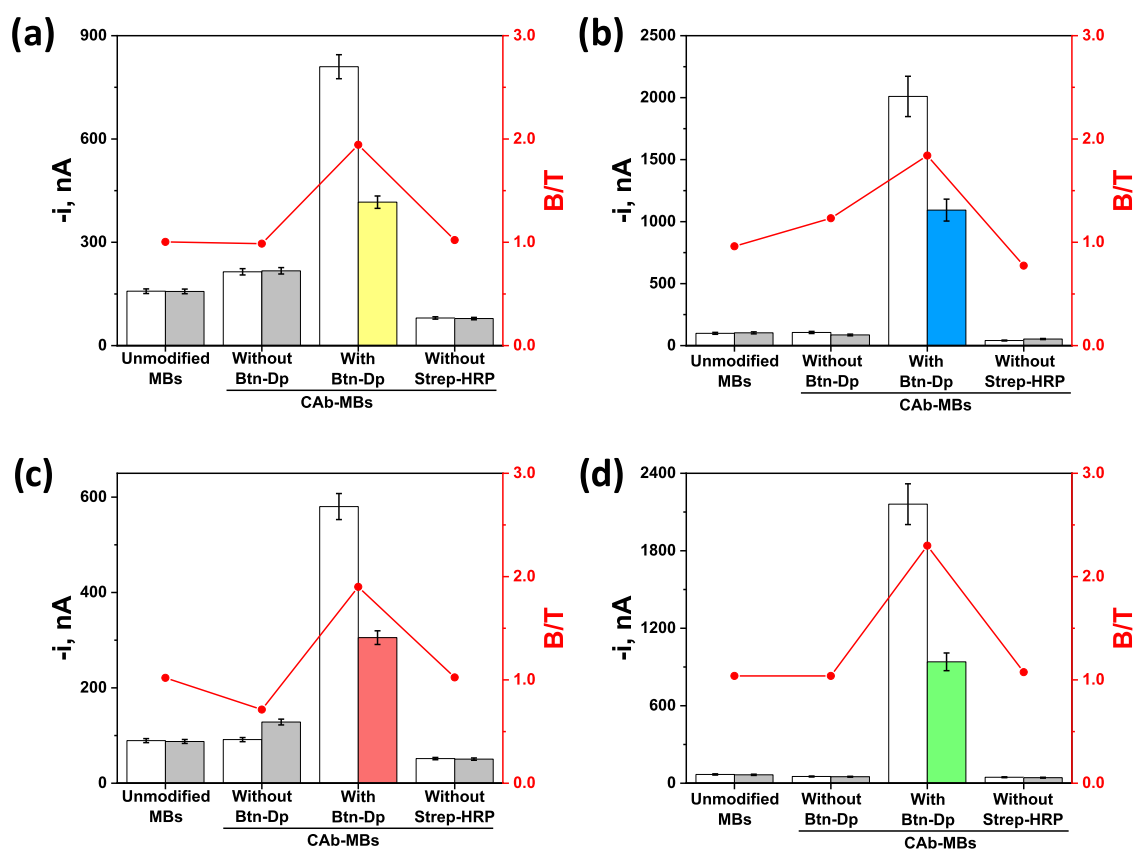 (a)
900
600
300
0
-i, nA
3.0
2.0
1.0
0.0
B/T
Unmodified MBs
Without Btn-Dp
With Btn-Dp
Without Strep-HRP
CAb-MBs
(b)
2500
2000
1500
1000
500
0
-i, nA
3.0
2.0
1.0
0.0
B/T
Unmodified MBs
Without Btn-Dp
With Btn-Dp
Without Strep-HRP
CAb-MBs
(c)
600
400
200
0
-i, nA
3.0
2.0
1.0
0.0
B/T
Unmodified MBs
Without Btn-Dp
With Btn-Dp
Without Strep-HRP
CAb-MBs
(d)
2400
1800
1200
600
0
-i, nA
3.0
2.0
1.0
0.0
B/T
Unmodified MBs
Without Btn-Dp
With Btn-Dp
Without Strep-HRP
CAb-MBs